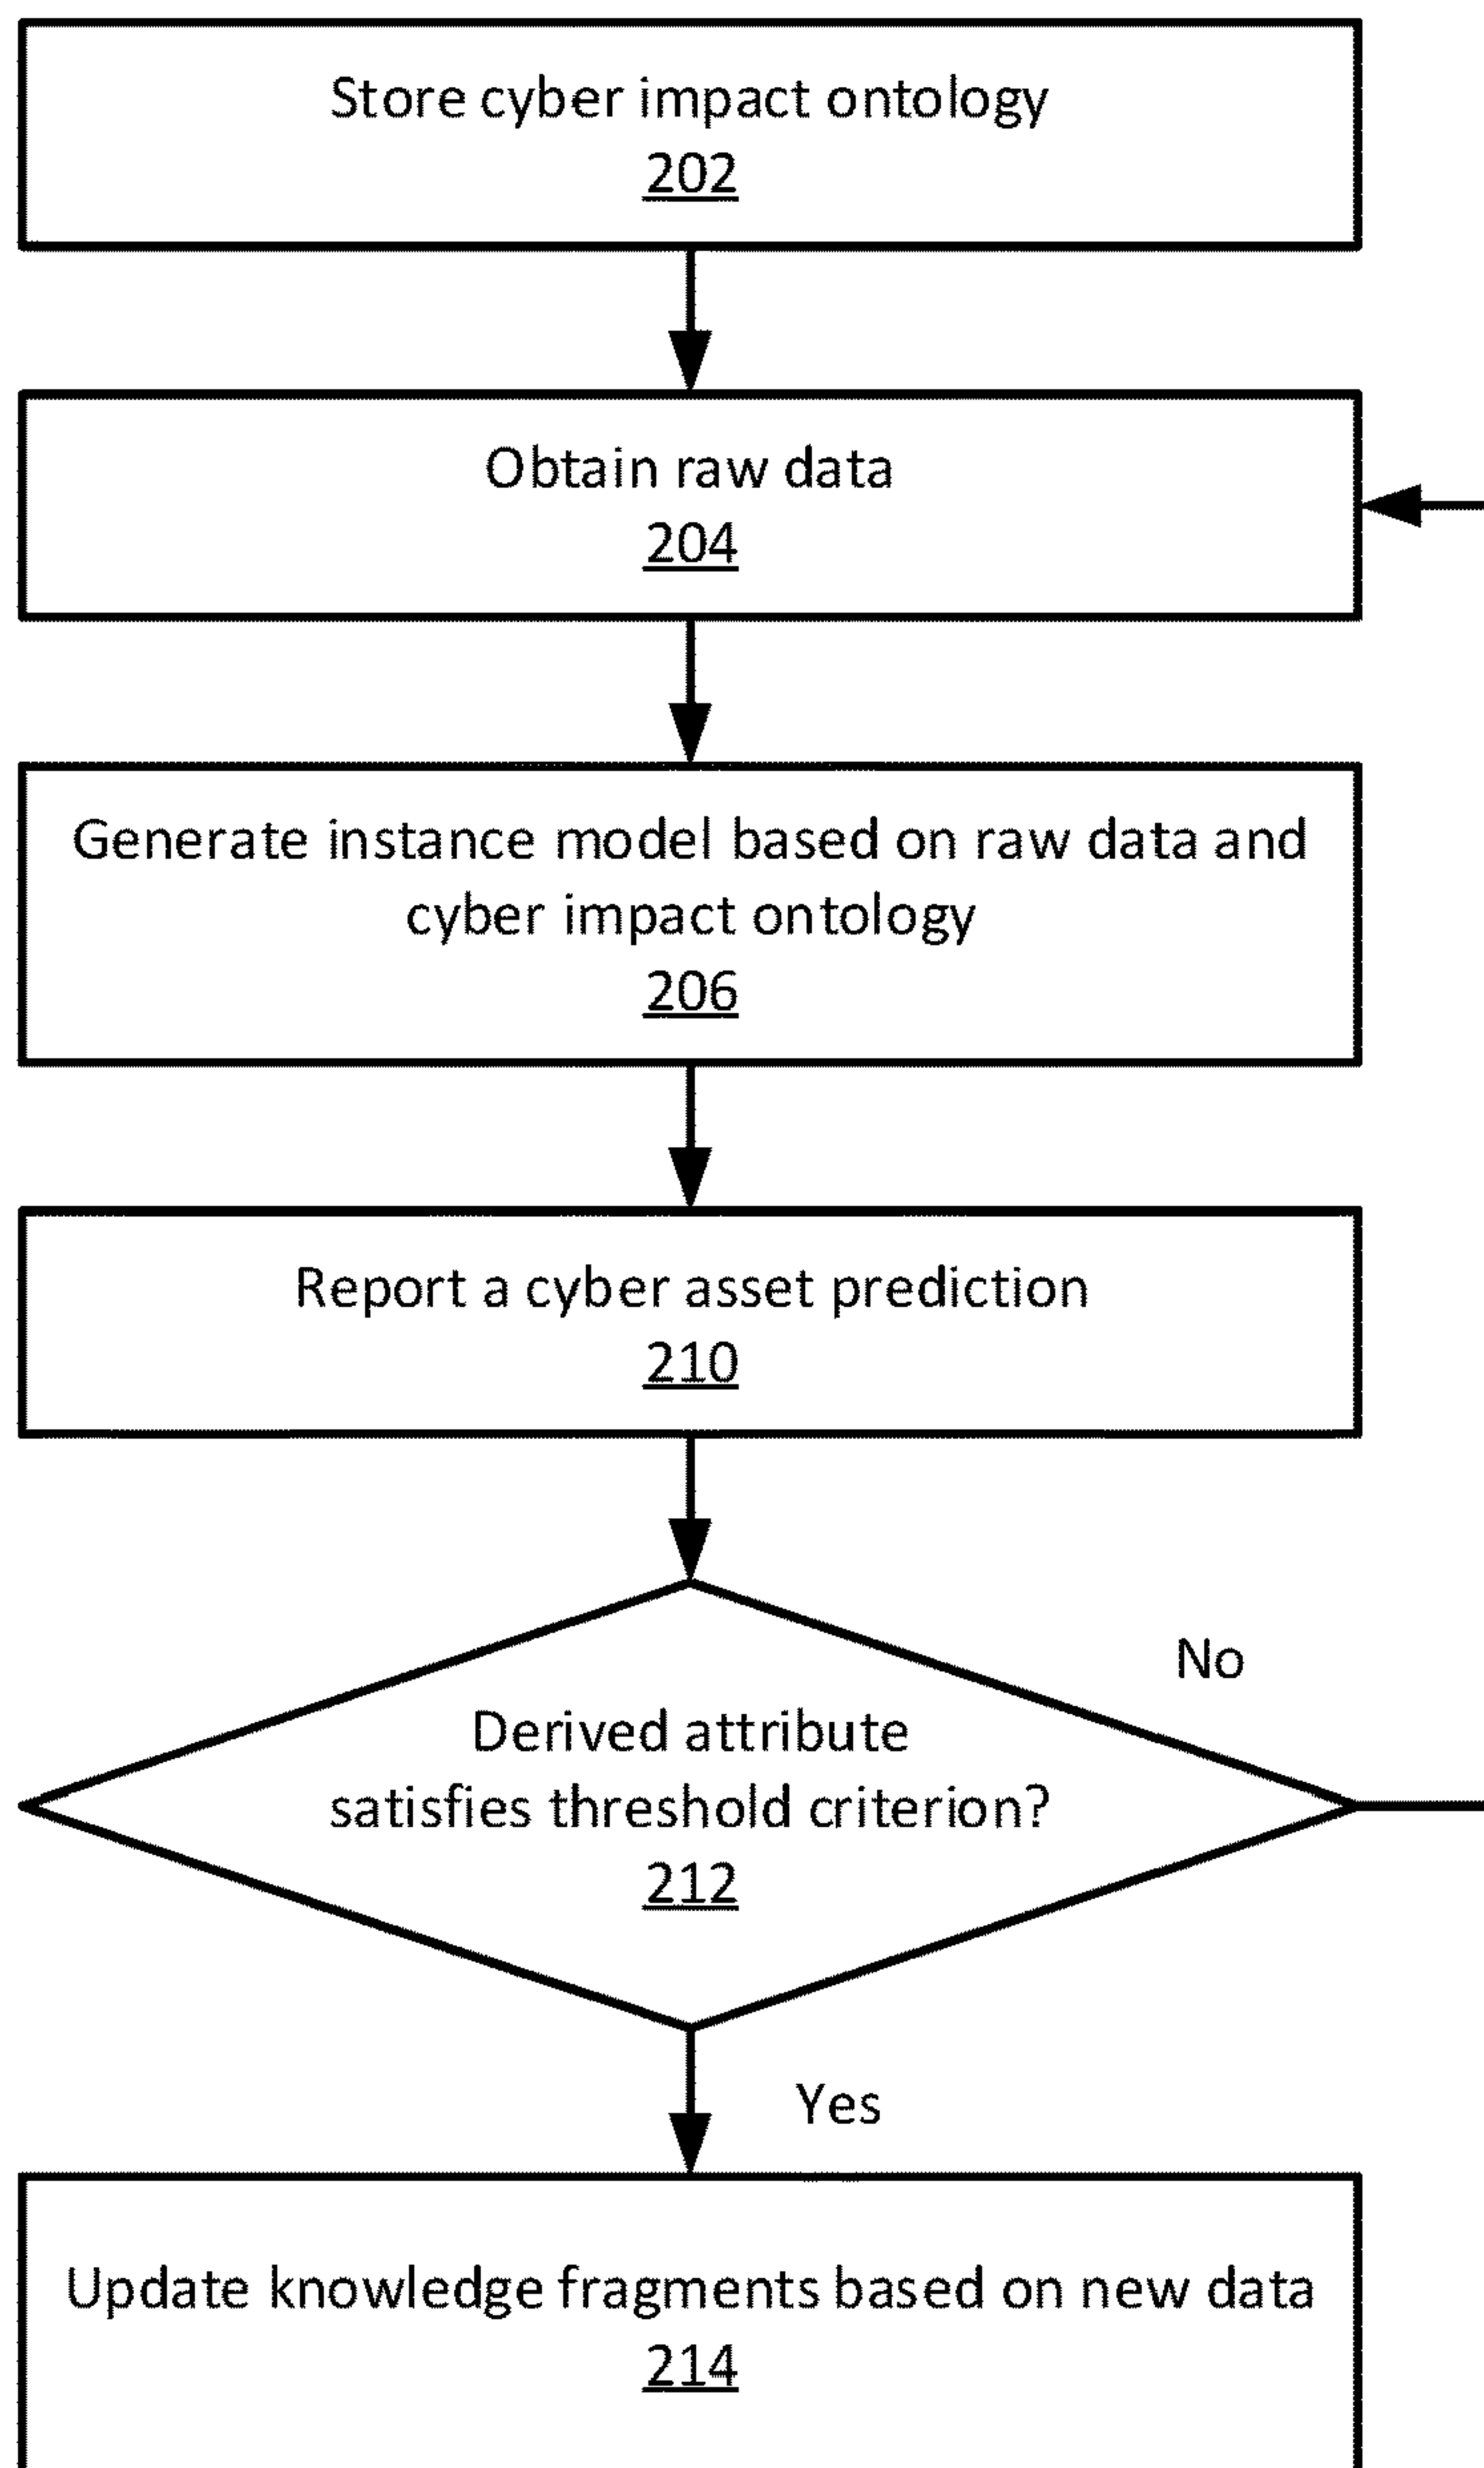 Store cyber impact ontology
202
Obtain raw data
204
Generate instance model based on raw data and
cyber impact ontology
206
Report a cyber asset prediction
210
No
Derived attribute
satisfies threshold criterion?
212
Yes
Update knowledge fragments based on new data
214